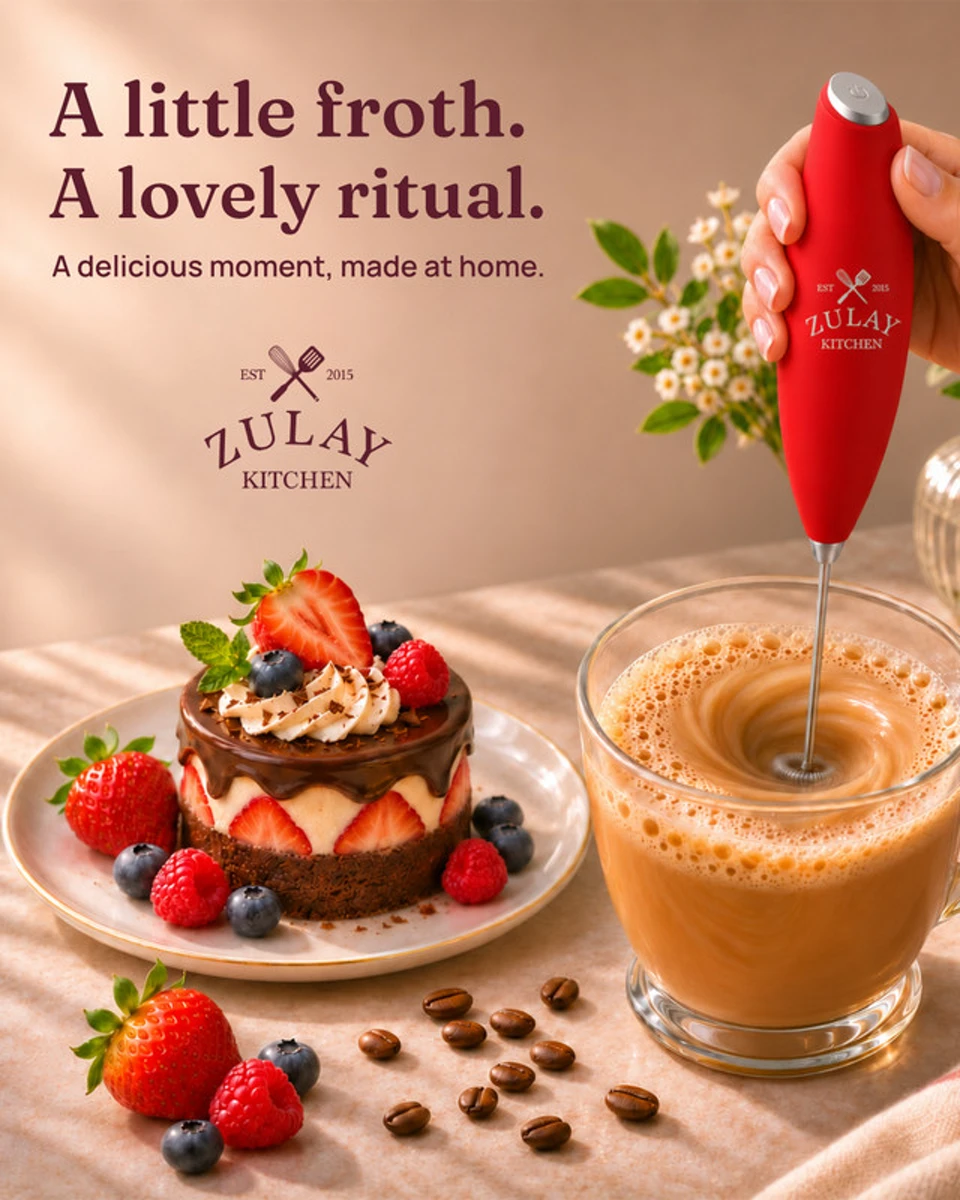 A little froth.
A lovely ritual.
A delicious moment, made at home.
EST 2015
ZULAY
KITCHEN
EST 2015
ZULAY
KITCHEN